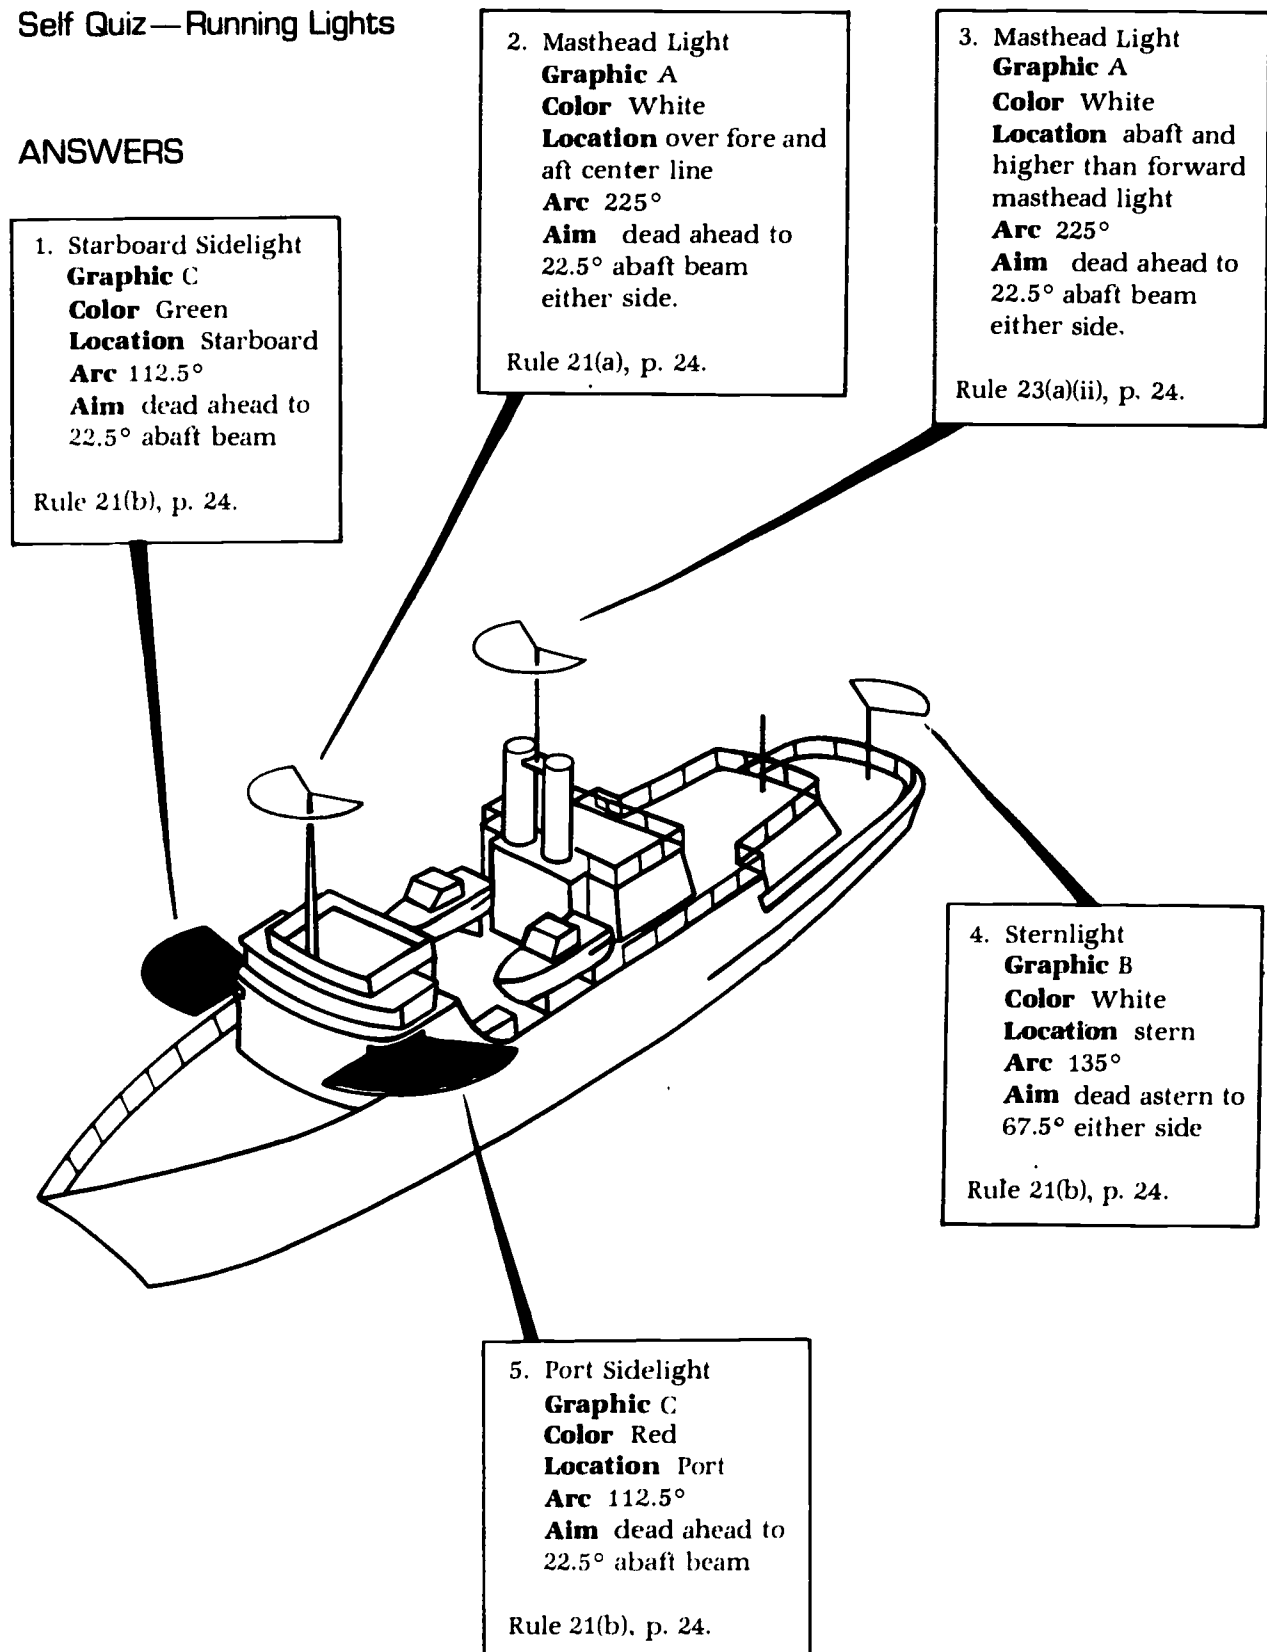 Self Quiz—Running Lights
ANSWERS
1. Starboard Sidelight
Graphic C
Color Green
Location Starboard
Arc 112.5°
Aim dead ahead to
22.5° abaft beam
Rule 21(b), p. 24.
2. Masthead Light
Graphic A
Color White
Location over fore and
aft center line
Arc 225°
Aim dead ahead to
22.5° abaft beam
either side.
Rule 21(a), p. 24.
3. Masthead Light
Graphic A
Color White
Location abaft and
higher than forward
masthead light
Arc 225°
Aim dead ahead to
22.5° abaft beam
either side.
Rule 23(a)(ii), p. 24.
4. Sternlight
Graphic B
Color White
Location stern
Arc 135°
Aim dead astern to
67.5° either side
Rule 21(b), p. 24.
5. Port Sidelight
Graphic C
Color Red
Location Port
Arc 112.5°
Aim dead ahead to
22.5° abaft beam
Rule 21(b), p. 24.